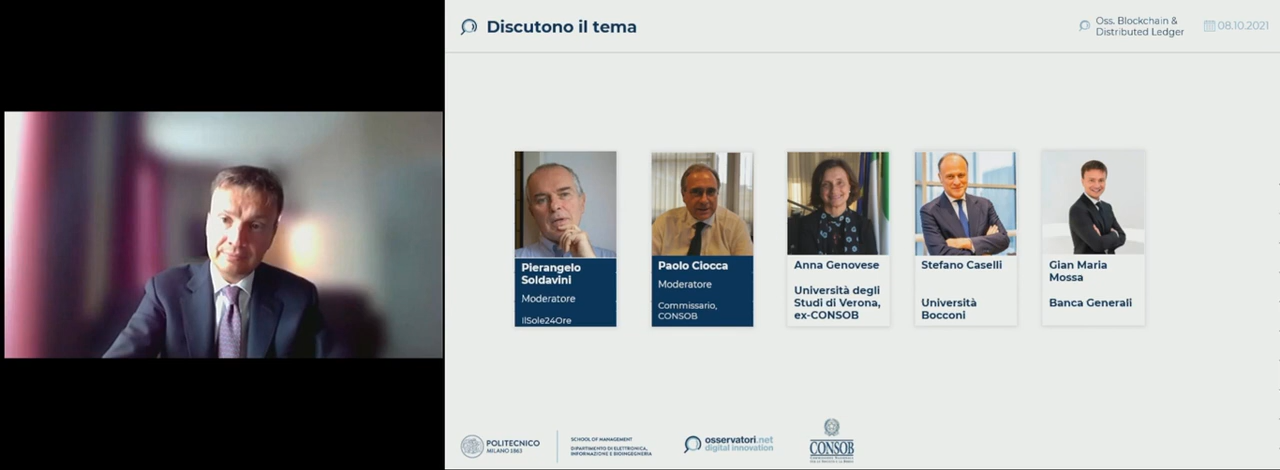 Discutono il tema
Oss. Blockchain &
Distributed Ledger
08.10.2021
Pierangelo
Soldavini
Moderatore
IlSole24Ore
Paolo Ciocca
Moderatore
Commissario,
CONSOB
Anna Genovese
Università degli
Studi di Verona,
ex-CONSOB
Stefano Caselli
Università
Bocconi
Gian Maria
Mossa
Banca Generali
POLITECNICO
MILANO 1863
SCHOOL OF MANAGEMENT
DIPARTIMENTO DI ELETTRONICA,
INFORMAZIONE E BIOINGEGNERIA
osservatori.net
digital innovation
CONSOB